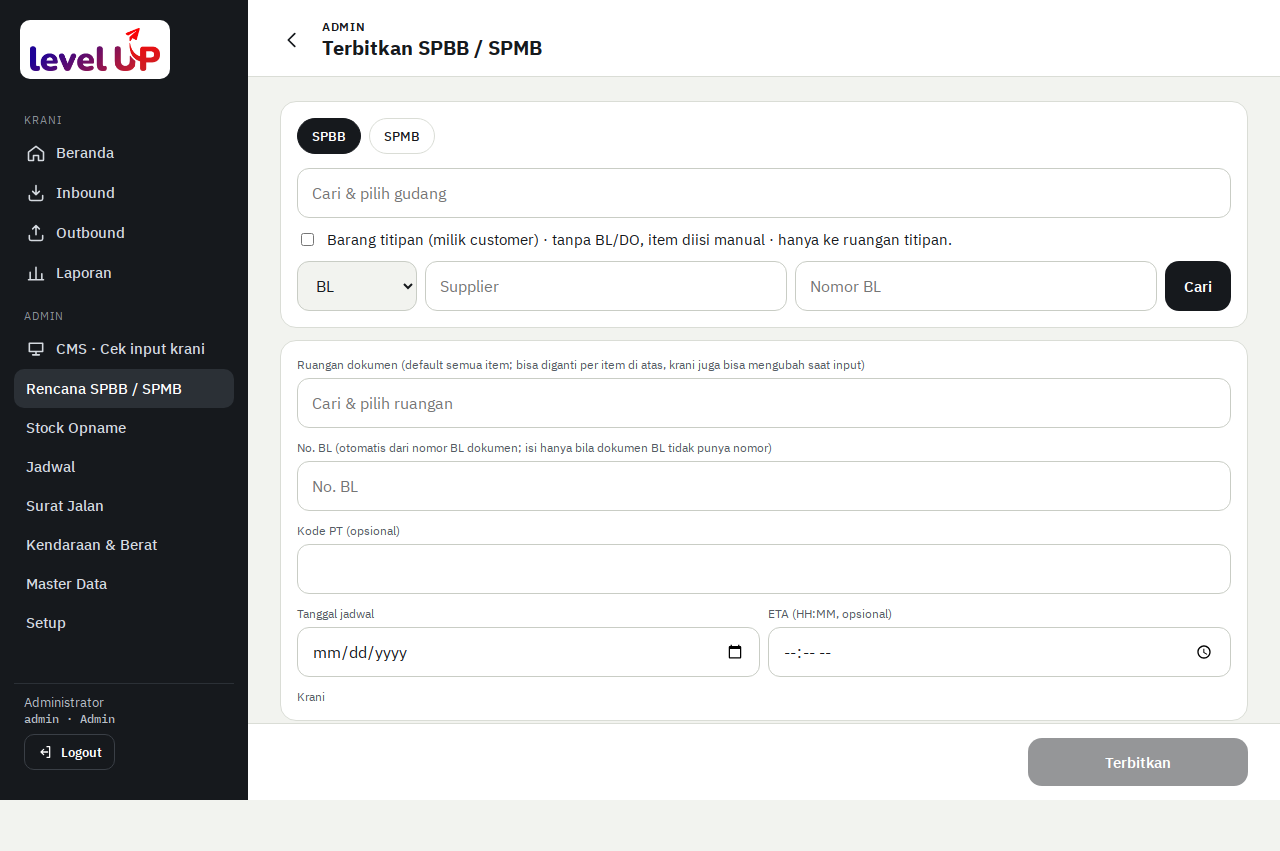 level UP
KRANI
Beranda
Inbound
Outbound
Laporan
ADMIN
CMS · Cek input krani
Rencana SPBB / SPMB
Stock Opname
Jadwal
Surat Jalan
Kendaraan & Berat
Master Data
Setup
Administrator
admin · Admin
Logout
ADMIN
Terbitkan SPBB / SPMB
SPBB SPMB
Cari & pilih gudang
Barang titipan (milik customer) · tanpa BL/DO, item diisi manual · hanya ke ruangan titipan.
BL Supplier Nomor BL Cari
Ruangan dokumen (default semua item; bisa diganti per item di atas, krani juga bisa mengubah saat input)
Cari & pilih ruangan
No. BL (otomatis dari nomor BL dokumen; isi hanya bila dokumen BL tidak punya nomor)
No. BL
Kode PT (opsional)
Tanggal jadwal ETA (HH:MM, opsional)
mm/dd/yyyy --:-- --
Krani
Terbitkan